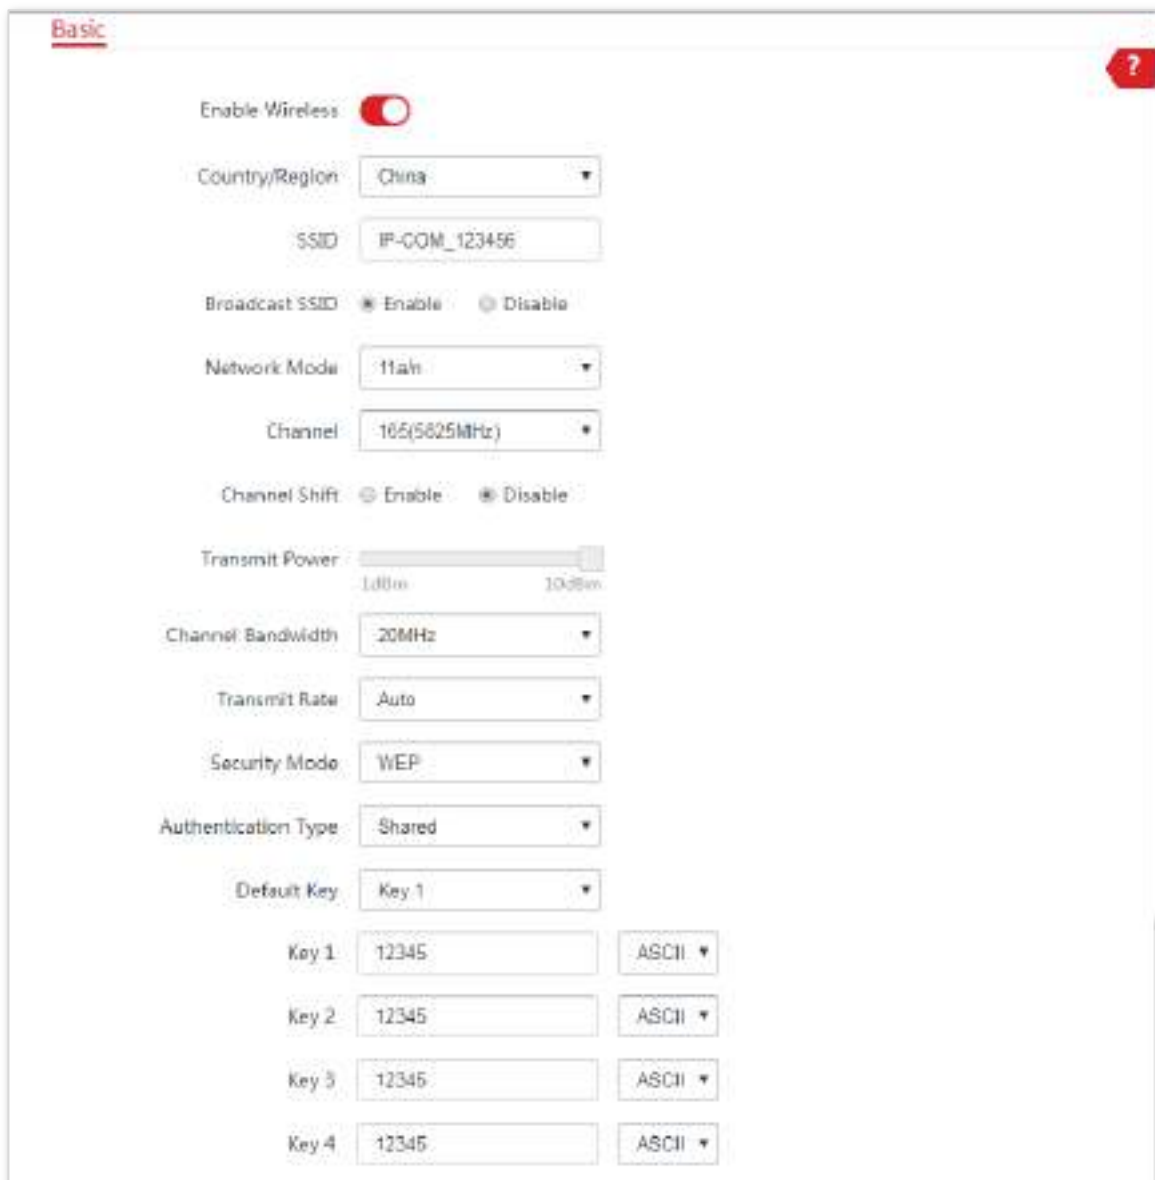 Basic
?
Enable Wireless
Country/Region China
SSID IP-COM_123456
Broadcast SSID Enable Disable
Network Mode 11a/n
Channel 165(5825MHz)
Channel Shift Enable Disable
Transmit Power
1dBm 10dBm
Channel Bandwidth 20MHz
Transmit Rate Auto
Security Mode WEP
Authentication Type Shared
Default Key Key 1
Key 1 12345 ASCII
Key 2 12345 ASCII
Key 3 12345 ASCII
Key 4 12345 ASCII